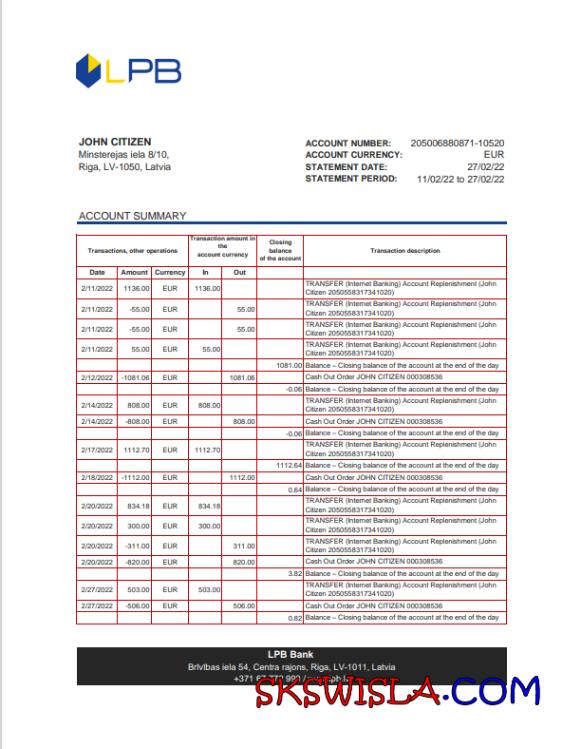 LPB
JOHN CITIZEN
Minsterejas iela 8/10,
Riga, LV-1050, Latvia
ACCOUNT NUMBER: 205006880871-10520
ACCOUNT CURRENCY: EUR
STATEMENT DATE: 27/02/22
STATEMENT PERIOD: 11/02/22 to 27/02/22
ACCOUNT SUMMARY
Transactions, other operations
Transaction amount in
the
account currency
Closing
balance
of the account
Transaction description
Date Amount Currency In Out
2/11/2022 1136.00 EUR 1136.00 TRANSFER (Internet Banking) Account Replenishment (John
Citizen 2050558317341020)
2/11/2022 -55.00 EUR 55.00 TRANSFER (Internet Banking) Account Replenishment (John
Citizen 2050558317341020)
2/11/2022 -55.00 EUR 55.00 TRANSFER (Internet Banking) Account Replenishment (John
Citizen 2050558317341020)
2/11/2022 55.00 EUR 55.00 TRANSFER (Internet Banking) Account Replenishment (John
Citizen 2050558317341020)
1081.00 Balance – Closing balance of the account at the end of the day
2/12/2022 -1081.06 EUR 1081.06 Cash Out Order JOHN CITIZEN 000308536
-0.06 Balance – Closing balance of the account at the end of the day
2/14/2022 808.00 EUR 808.00 TRANSFER (Internet Banking) Account Replenishment (John
Citizen 2050558317341020)
2/14/2022 -808.00 EUR 808.00 Cash Out Order JOHN CITIZEN 000308536
-0.06 Balance – Closing balance of the account at the end of the day
2/17/2022 1112.70 EUR 1112.70 TRANSFER (Internet Banking) Account Replenishment (John
Citizen 2050558317341020)
1112.64 Balance – Closing balance of the account at the end of the day
2/18/2022 -1112.00 EUR 1112.00 Cash Out Order JOHN CITIZEN 000308536
0.64 Balance – Closing balance of the account at the end of the day
2/20/2022 834.18 EUR 834.18 TRANSFER (Internet Banking) Account Replenishment (John
Citizen 2050558317341020)
2/20/2022 300.00 EUR 300.00 TRANSFER (Internet Banking) Account Replenishment (John
Citizen 2050558317341020)
2/20/2022 -311.00 EUR 311.00 TRANSFER (Internet Banking) Account Replenishment (John
Citizen 2050558317341020)
2/20/2022 -820.00 EUR 820.00 Cash Out Order JOHN CITIZEN 000308536
3.82 Balance – Closing balance of the account at the end of the day
2/27/2022 503.00 EUR 503.00 TRANSFER (Internet Banking) Account Replenishment (John
Citizen 2050558317341020)
2/27/2022 -506.00 EUR 506.00 Cash Out Order JOHN CITIZEN 000308536
0.82 Balance – Closing balance of the account at the end of the day
LPB Bank
Brīvības iela 54, Centra rajons, Riga, LV-1011, Latvia
+371
SKSWISLA.COM